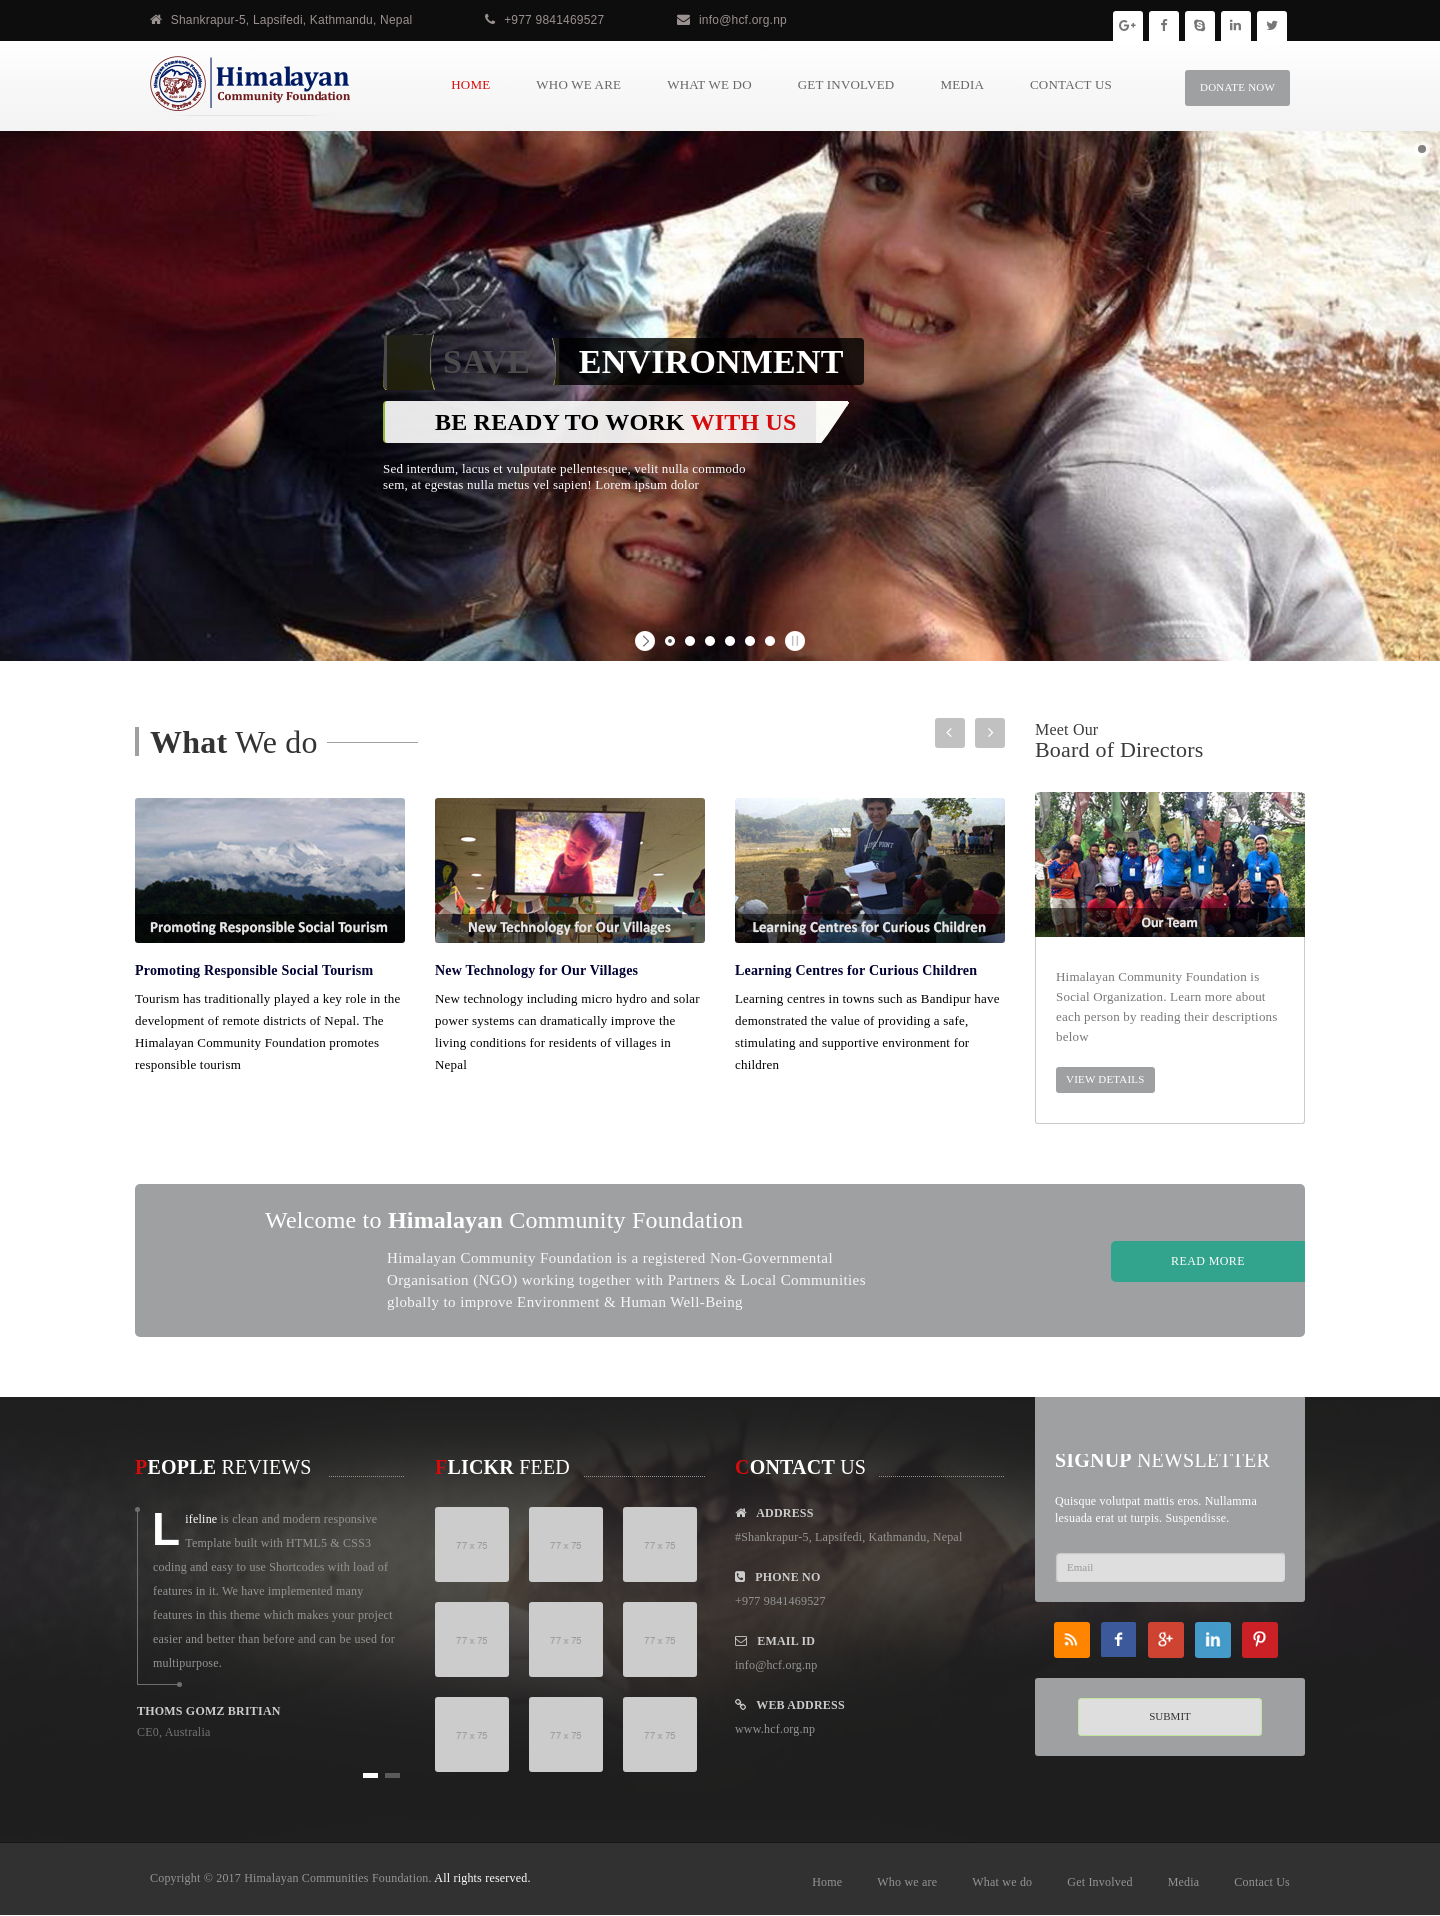 Shankrapur-5, Lapsifedi, Kathmandu, Nepal
+977 9841469527
info@hcf.org.np
Himalayan
Community Foundation
HOME
WHO WE ARE
WHAT WE DO
GET INVOLVED
MEDIA
CONTACT US
DONATE NOW
SAVE ENVIRONMENT
BE READY TO WORK WITH US
Sed interdum, lacus et vulputate pellentesque, velit nulla commodo
sem, at egestas nulla metus vel sapien! Lorem ipsum dolor
What We do
Promoting Responsible Social Tourism
Promoting Responsible Social Tourism
Tourism has traditionally played a key role in the
development of remote districts of Nepal. The
Himalayan Community Foundation promotes
responsible tourism
New Technology for Our Villages
New Technology for Our Villages
New technology including micro hydro and solar
power systems can dramatically improve the
living conditions for residents of villages in
Nepal
Learning Centres for Curious Children
Learning Centres for Curious Children
Learning centres in towns such as Bandipur have
demonstrated the value of providing a safe,
stimulating and supportive environment for
children
Meet Our
Board of Directors
Our Team
Himalayan Community Foundation is
Social Organization. Learn more about
each person by reading their descriptions
below
VIEW DETAILS
Welcome to Himalayan Community Foundation
Himalayan Community Foundation is a registered Non-Governmental
Organisation (NGO) working together with Partners & Local Communities
globally to improve Environment & Human Well-Being
READ MORE
PEOPLE REVIEWS
Lifeline is clean and modern responsive
Template built with HTML5 & CSS3
coding and easy to use Shortcodes with load of
features in it. We have implemented many
features in this theme which makes your project
easier and better than before and can be used for
multipurpose.
THOMS GOMZ BRITIAN
CE0, Australia
FLICKR FEED
77 x 75
77 x 75
77 x 75
77 x 75
77 x 75
77 x 75
77 x 75
77 x 75
77 x 75
CONTACT US
ADDRESS
#Shankrapur-5, Lapsifedi, Kathmandu, Nepal
PHONE NO
+977 9841469527
EMAIL ID
info@hcf.org.np
WEB ADDRESS
www.hcf.org.np
SIGNUP NEWSLETTER
Quisque volutpat mattis eros. Nullamma
lesuada erat ut turpis. Suspendisse.
Email
SUBMIT
Copyright © 2017 Himalayan Communities Foundation. All rights reserved.
Home
Who we are
What we do
Get Involved
Media
Contact Us